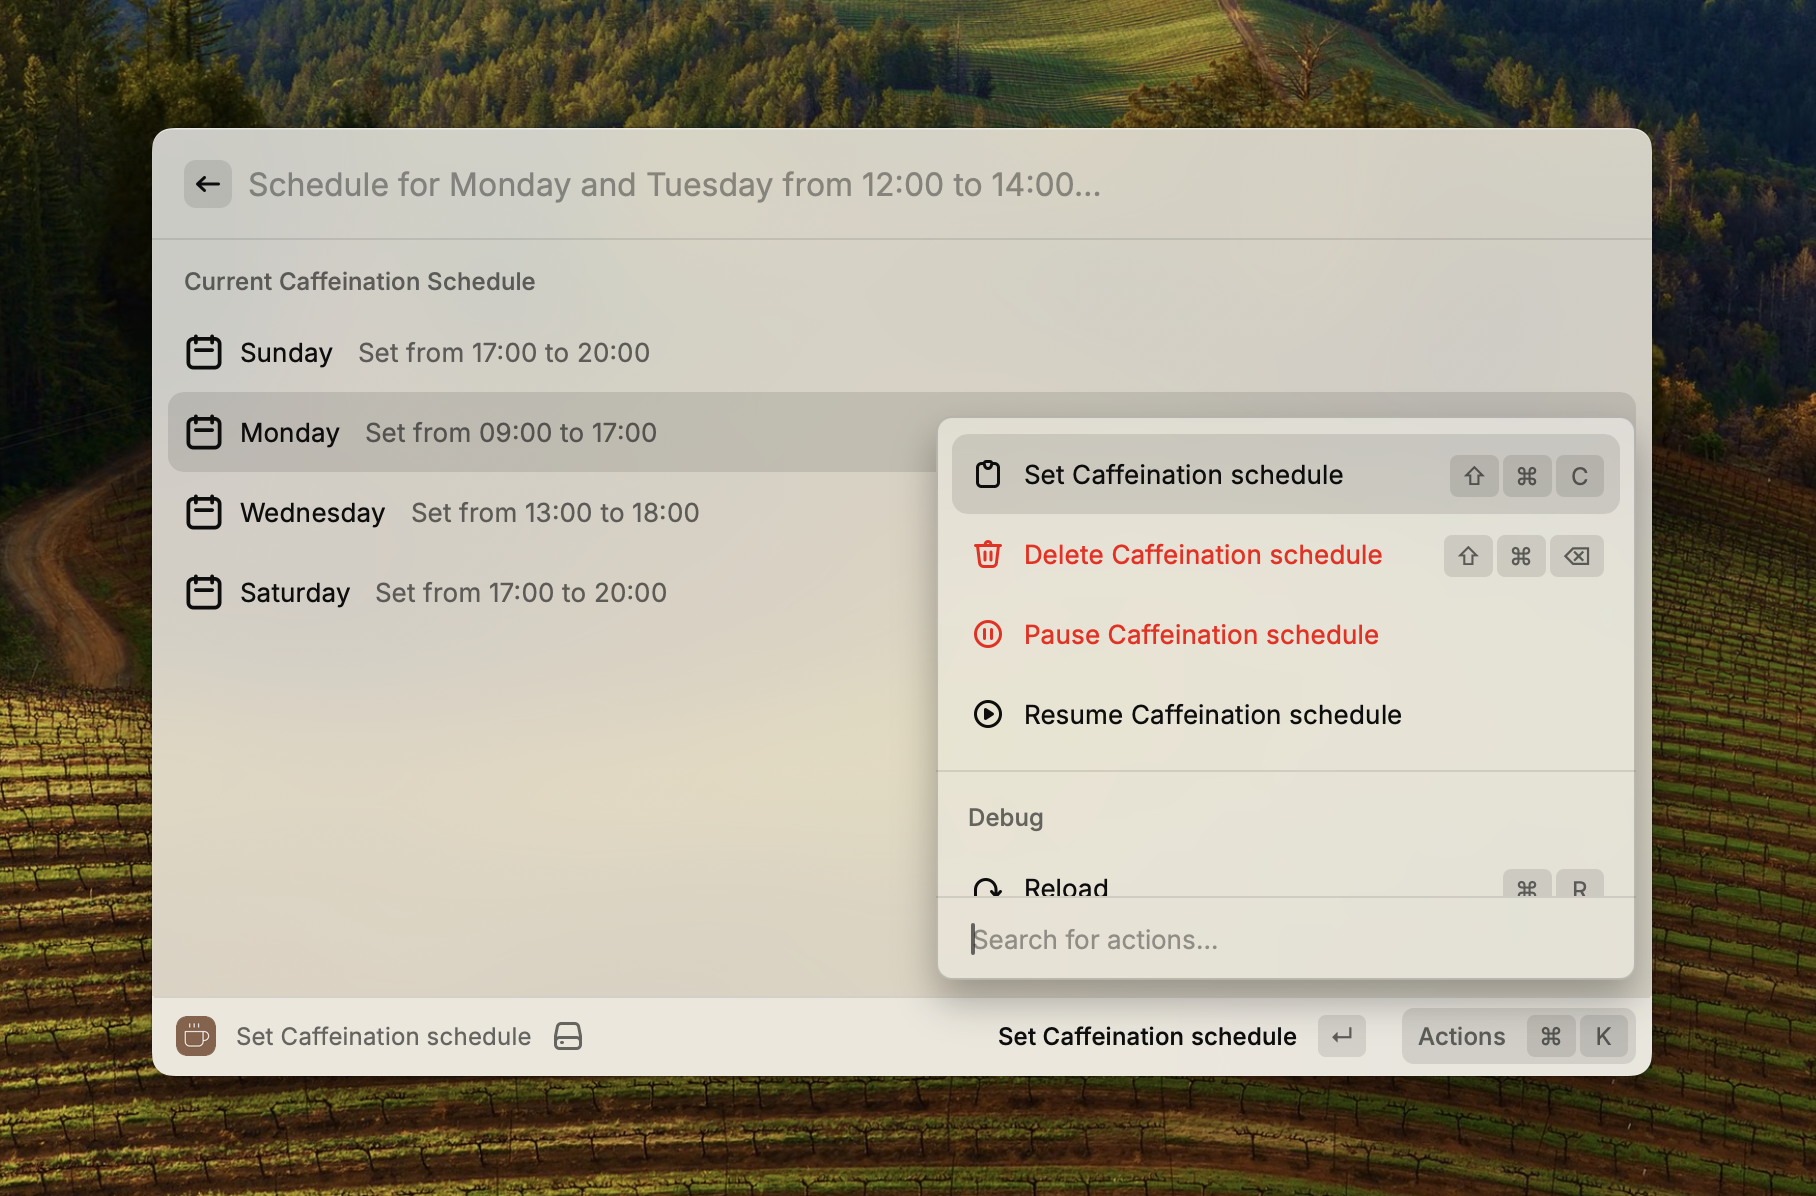 Schedule for Monday and Tuesday from 12:00 to 14:00...
Current Caffeination Schedule
Sunday Set from 17:00 to 20:00
Monday Set from 09:00 to 17:00
Wednesday Set from 13:00 to 18:00
Saturday Set from 17:00 to 20:00
Set Caffeination schedule ⇧ ⌘ C
Delete Caffeination schedule ⇧ ⌘ ⌫
Pause Caffeination schedule
Resume Caffeination schedule
Debug
Reload ⌘ R
Search for actions...
Set Caffeination schedule
Set Caffeination schedule ↵
Actions ⌘ K